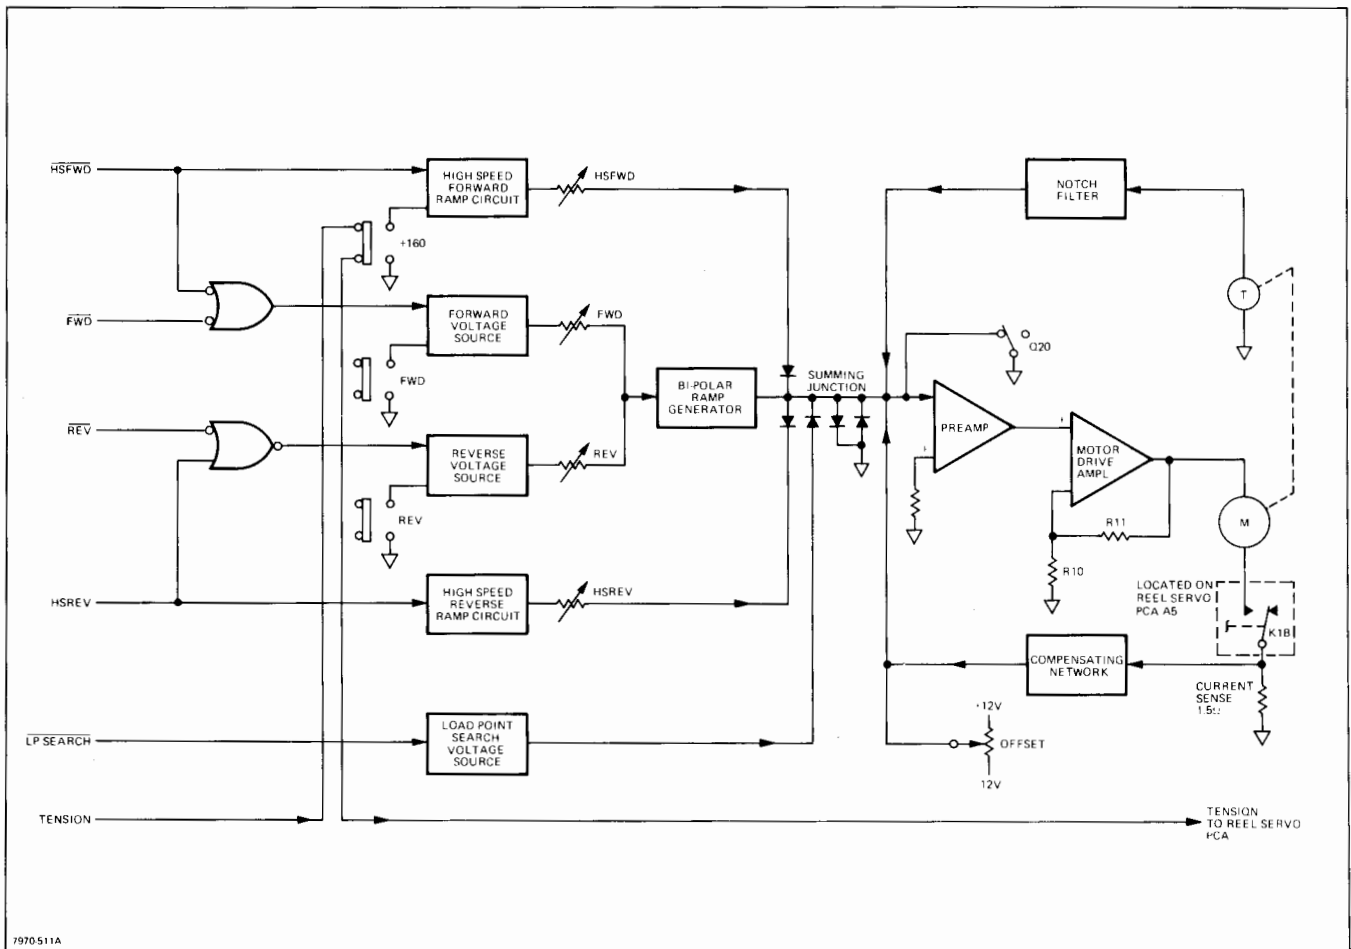 HSFWD
HIGH SPEED
FORWARD
RAMP CIRCUIT
HSFWD
+160
FWD
FORWARD
VOLTAGE
SOURCE
FWD
FWD
REV
REVERSE
VOLTAGE
SOURCE
REV
REV
HSREV
HIGH SPEED
REVERSE
RAMP CIRCUIT
HSREV
LP SEARCH
LOAD POINT
SEARCH
VOLTAGE
SOURCE
TENSION
BI-POLAR
RAMP
GENERATOR
SUMMING
JUNCTION
NOTCH
FILTER
T
Q20
PREAMP
+
+
MOTOR
DRIVE
AMPL
R11
R10
M
LOCATED ON
REEL SERVO
PCA A5
K1B
COMPENSATING
NETWORK
CURRENT
SENSE
1.5Ω
+12V
OFFSET
12V
TENSION
TO REEL SERVO
PCA
7970-511A